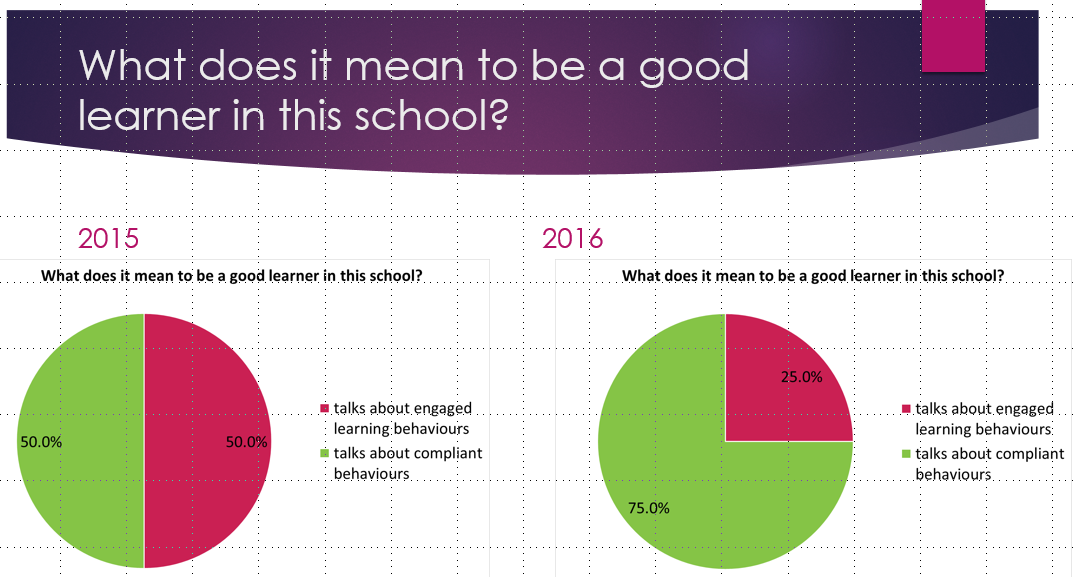 What does it mean to be a good
learner in this school?
2015
What does it mean to be a good learner in this school?
50.0%
50.0%
talks about engaged
learning behaviours
talks about compliant
behaviours
2016
What does it mean to be a good learner in this school?
25.0%
75.0%
talks about engaged
learning behaviours
talks about compliant
behaviours